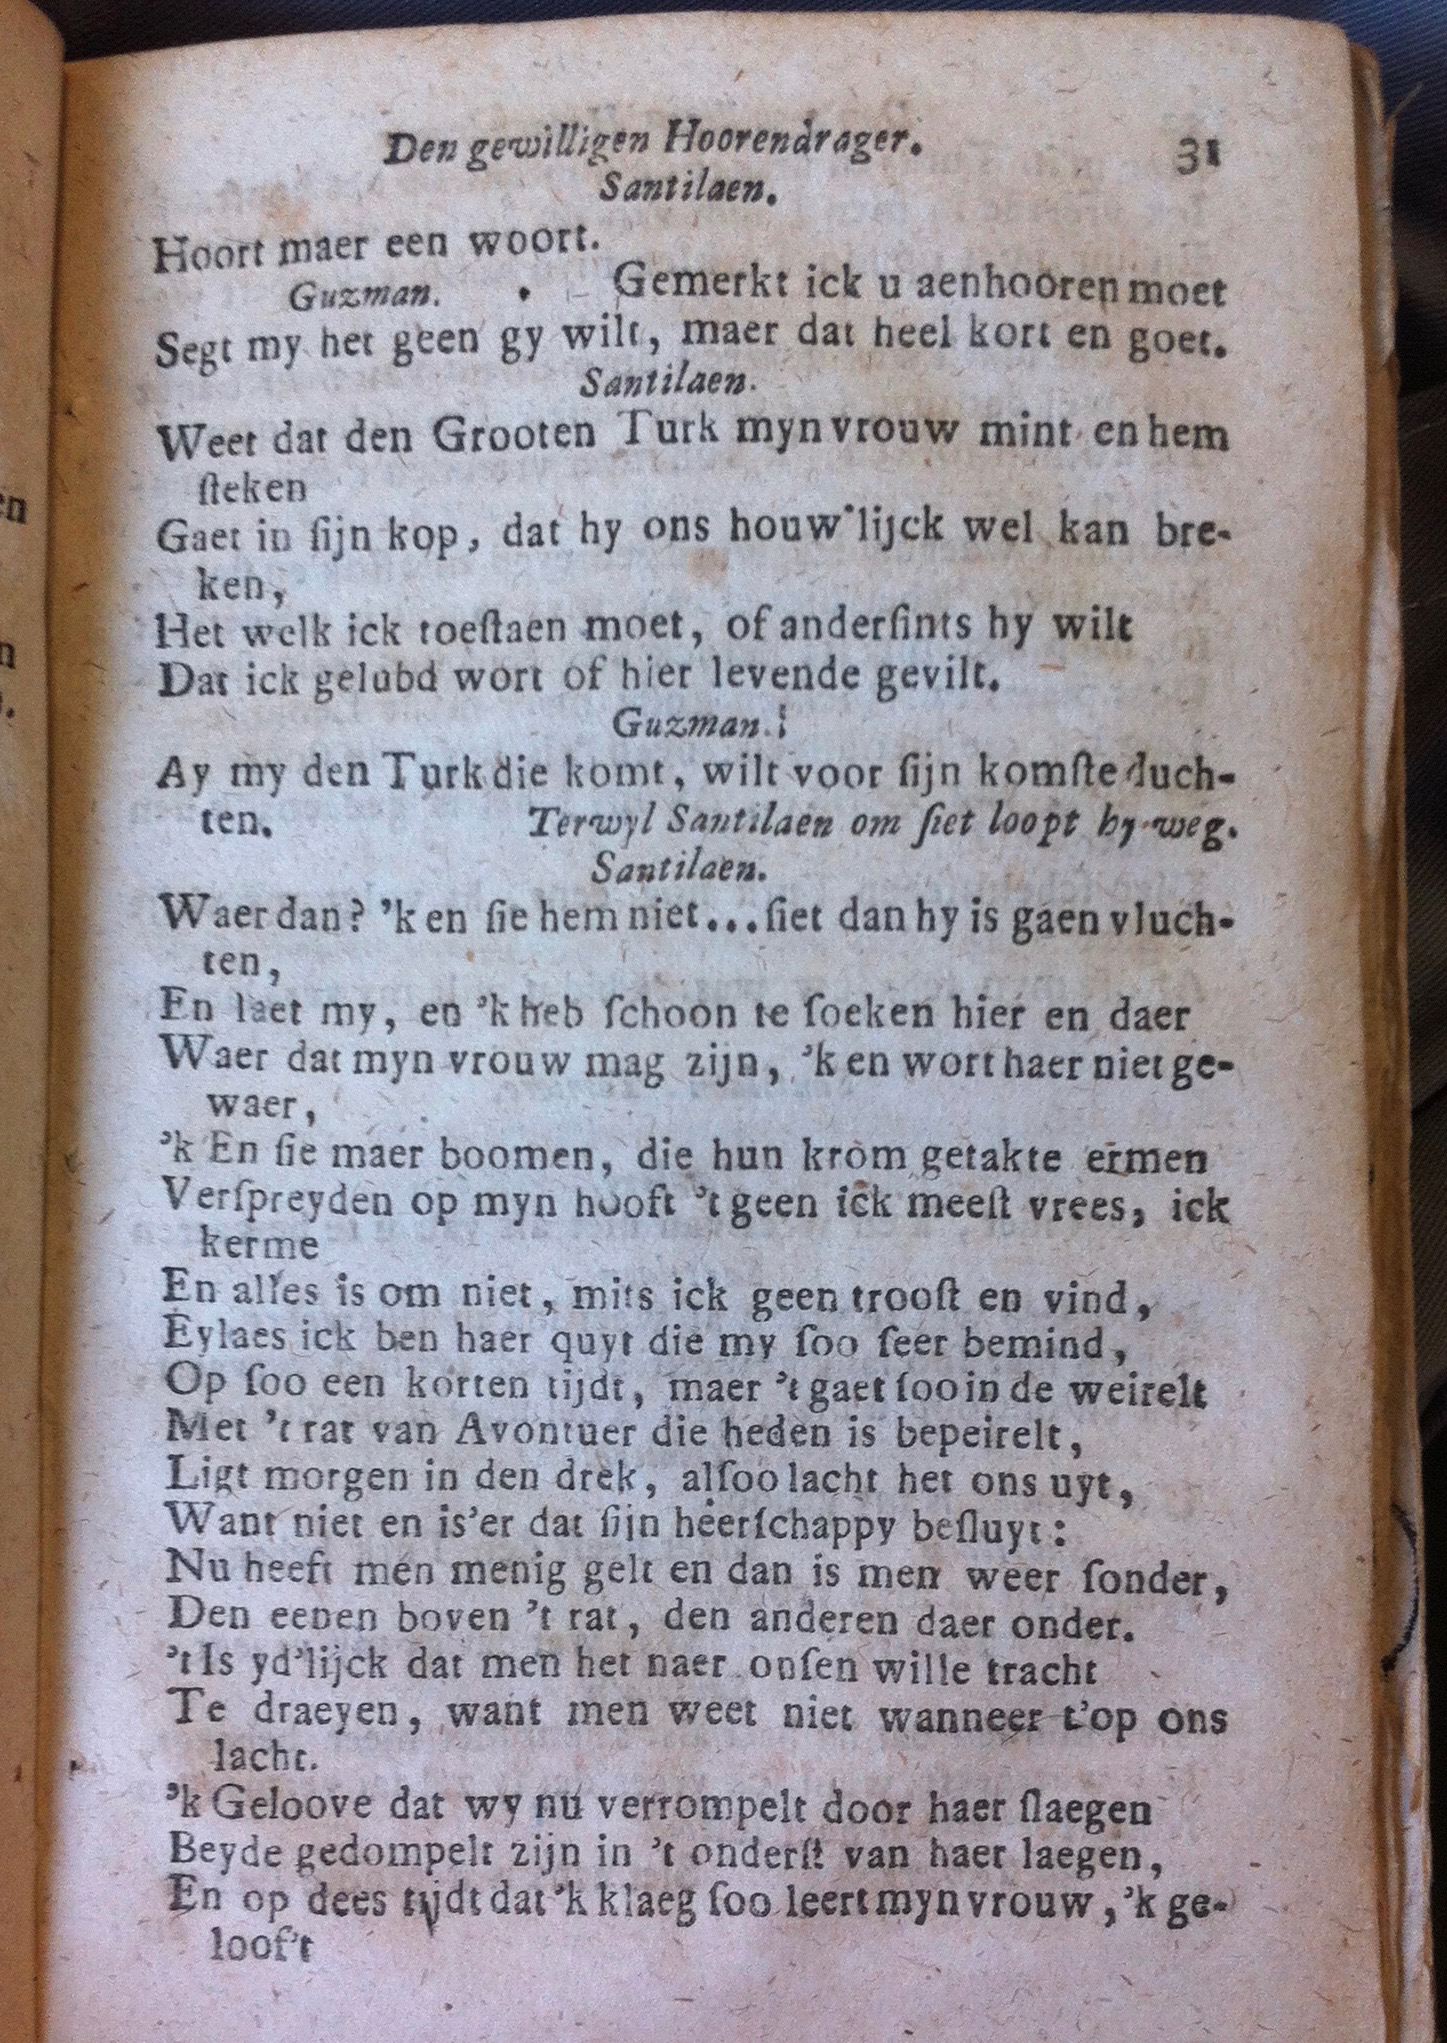 Den gewilligen Hoorendrager. 31
Santilaen.
Hoort maer een woort.
Guzman. Gemerkt ick u aenhooren moet
Segt my het geen gy wilt, maer dat heel kort en goet.
Santilaen.
Weet dat den Grooten Turk myn vrouw mint en hem
ſteken
Gaet in ſijn kop, dat hy ons houw'lijck wel kan bre-
ken,
Het welk ick toeſtaen moet, of anderſints hy wilt
Dat ick gelubd wort of hier levende gevilt.
Guzman.
Ay my den Turk die komt, wilt voor ſijn komſte duch-
ten. Terwyl Santilaen om ſiet loopt hy weg.
Santilaen.
Waer dan? 'k en ſie hem niet... ſiet dan hy is gaen vluch-
ten,
En laet my, en 'k heb ſchoon te ſoeken hier en daer
Waer dat myn vrouw mag zijn, 'k en wort haer niet ge-
waer,
'k En ſie maer boomen, die hun krom getakte ermen
Verſpreyden op myn hooft 't geen ick meeſt vrees, ick
kerme
En alles is om niet, mits ick geen trooſt en vind,
Eylaes ick ben haer quyt die my ſoo ſeer bemind,
Op ſoo een korten tijdt, maer 't gaet ſoo in de weirelt
Met 't rat van Avontuer die heden is bepeirelt,
Ligt morgen in den drek, alſoo lacht het ons uyt,
Want niet en is'er dat ſijn heerſchappy beſluyt:
Nu heeft men menig gelt en dan is men weer ſonder,
Den eenen boven 't rat, den anderen daer onder.
't Is yd'lijck dat men het naer onſen wille tracht
Te draeyen, want men weet niet wanneer t'op ons
lacht.
'k Geloove dat wy nu verrompelt door haer ſlaegen
Beyde gedompelt zijn in 't onderſt van haer laegen,
En op dees tijdt dat 'k klaeg ſoo leert myn vrouw, 'k ge-
looft't